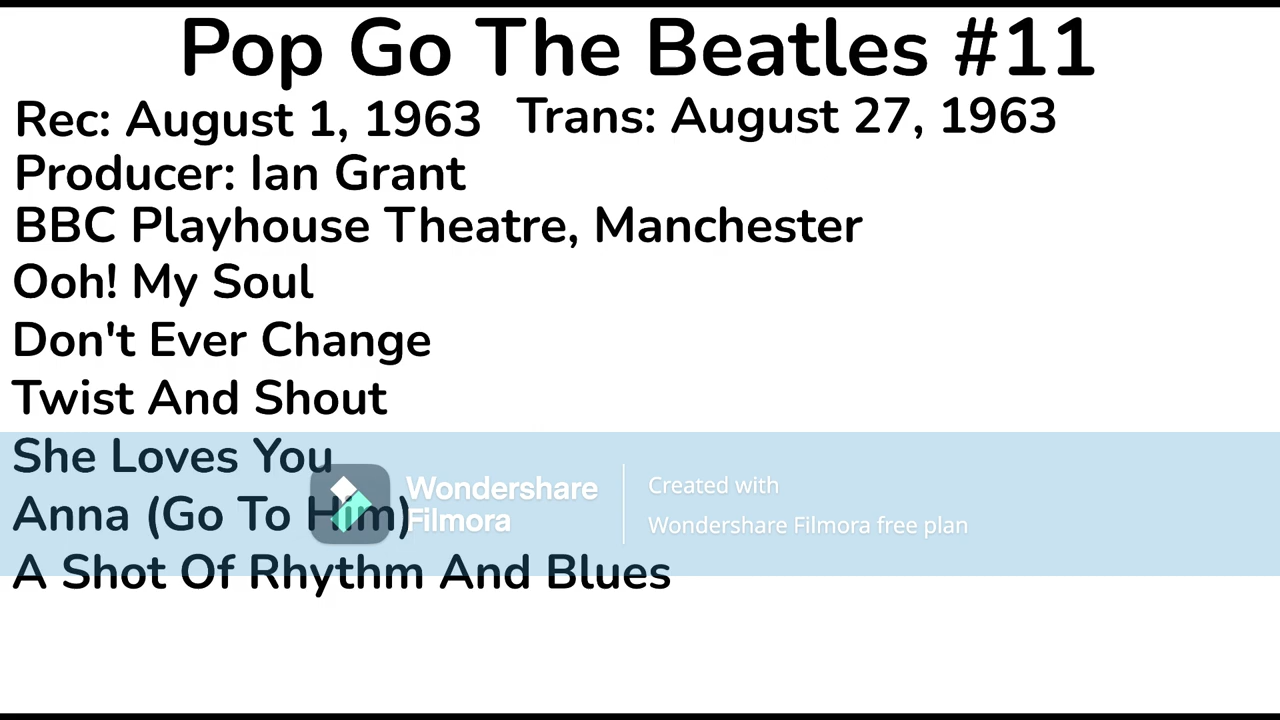 Pop Go The Beatles #11
Rec: August 1, 1963 Trans: August 27, 1963
Producer: Ian Grant
BBC Playhouse Theatre, Manchester
Ooh! My Soul
Don't Ever Change
Twist And Shout
She Loves You
Anna (Go To Him)
A Shot Of Rhythm And Blues
Wondershare
Filmora
Created with
Wondershare Filmora free plan